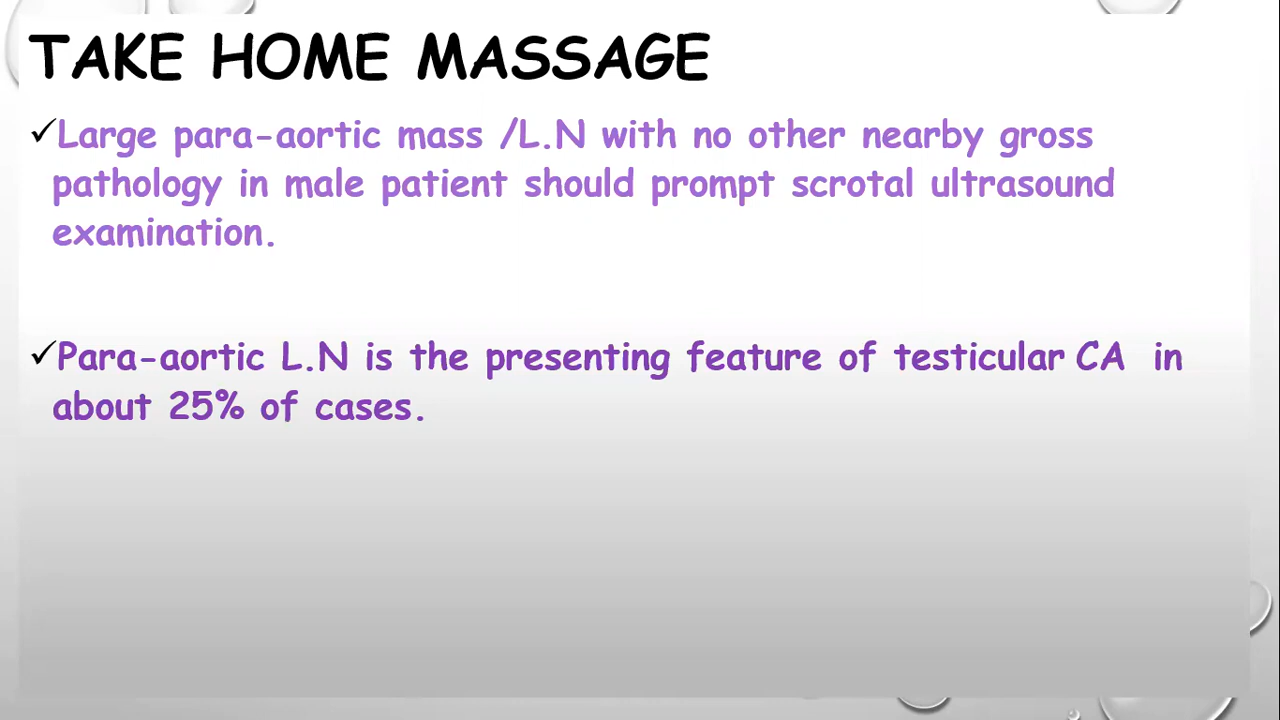 TAKE HOME MASSAGE
✓Large para-aortic mass /L.N with no other nearby gross
pathology in male patient should prompt scrotal ultrasound
examination.
✓Para-aortic L.N is the presenting feature of testicular CA in
about 25% of cases.